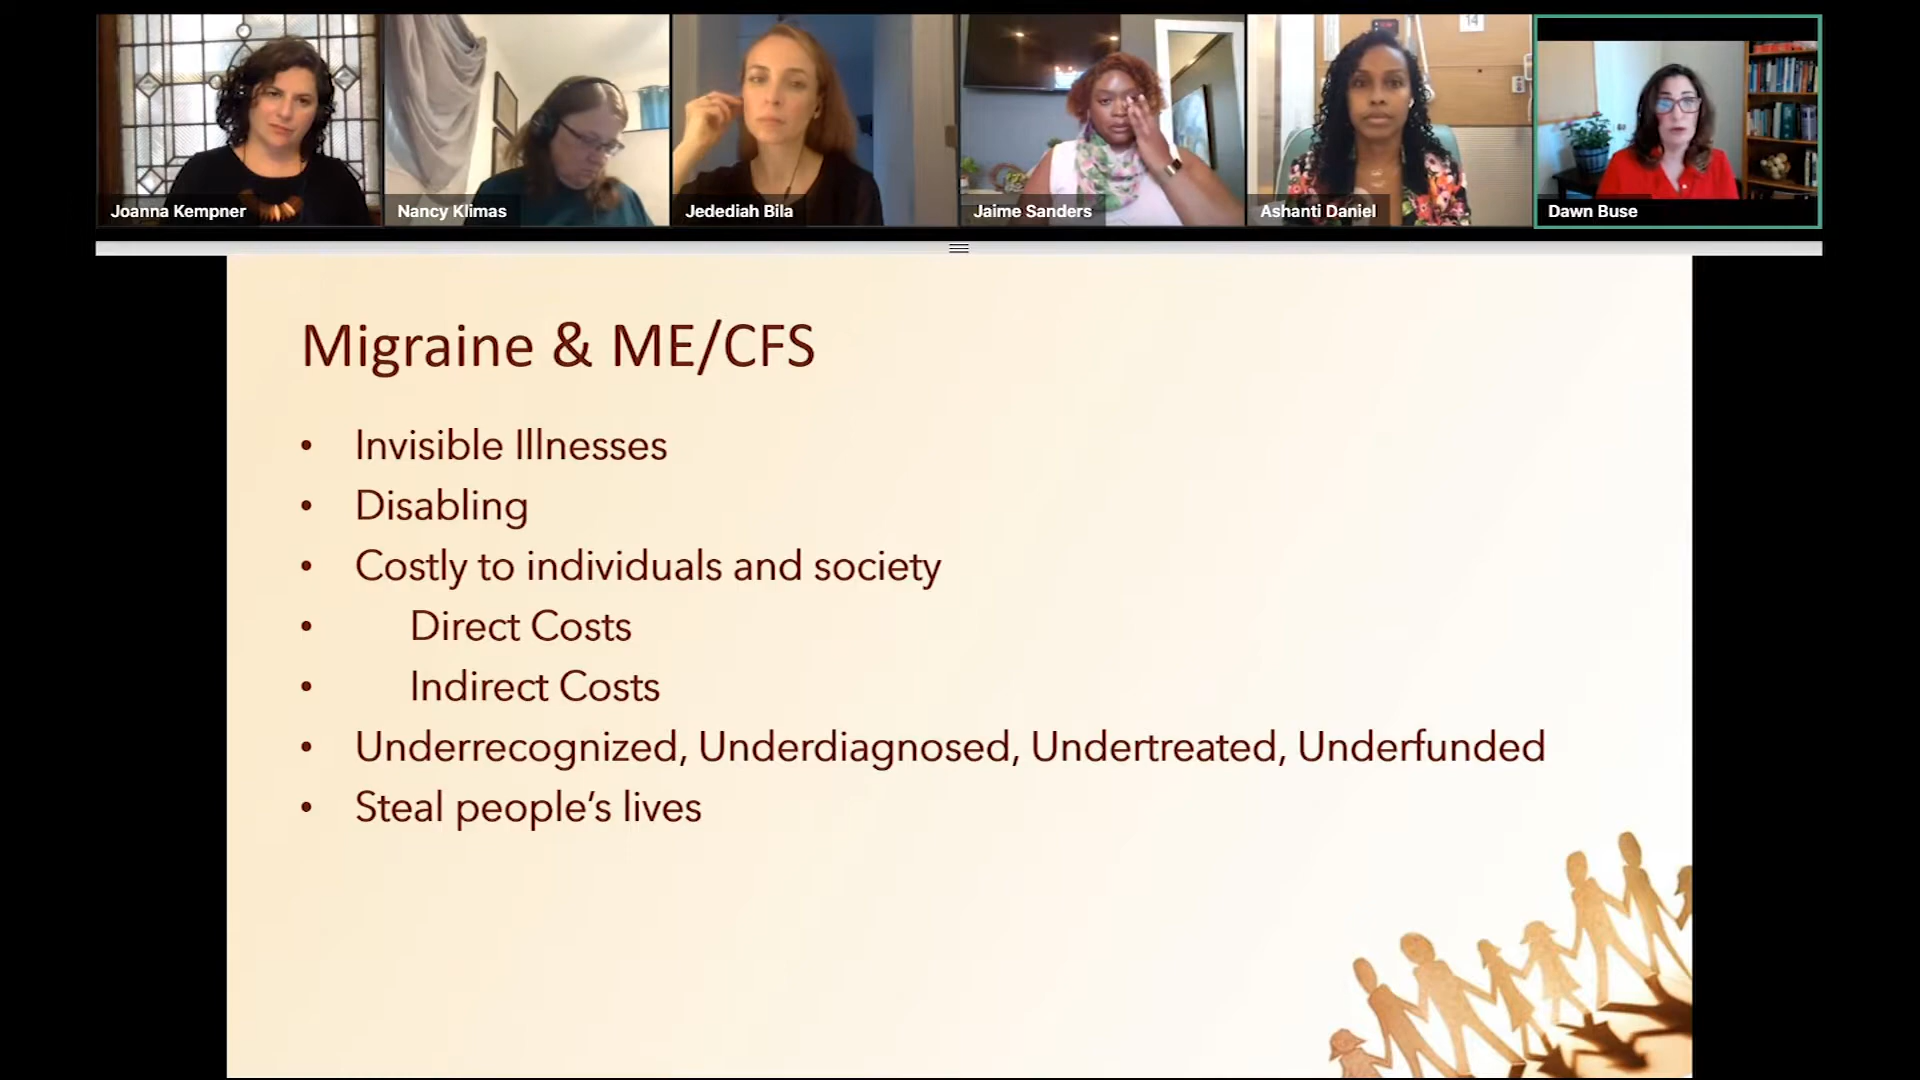 14
Joanna Kempner
Nancy Klimas
Jedediah Bila
Jaime Sanders
Ashanti Daniel
Dawn Buse
Migraine & ME/CFS
• Invisible Illnesses
• Disabling
• Costly to individuals and society
• Direct Costs
• Indirect Costs
• Underrecognized, Underdiagnosed, Undertreated, Underfunded
• Steal people’s lives